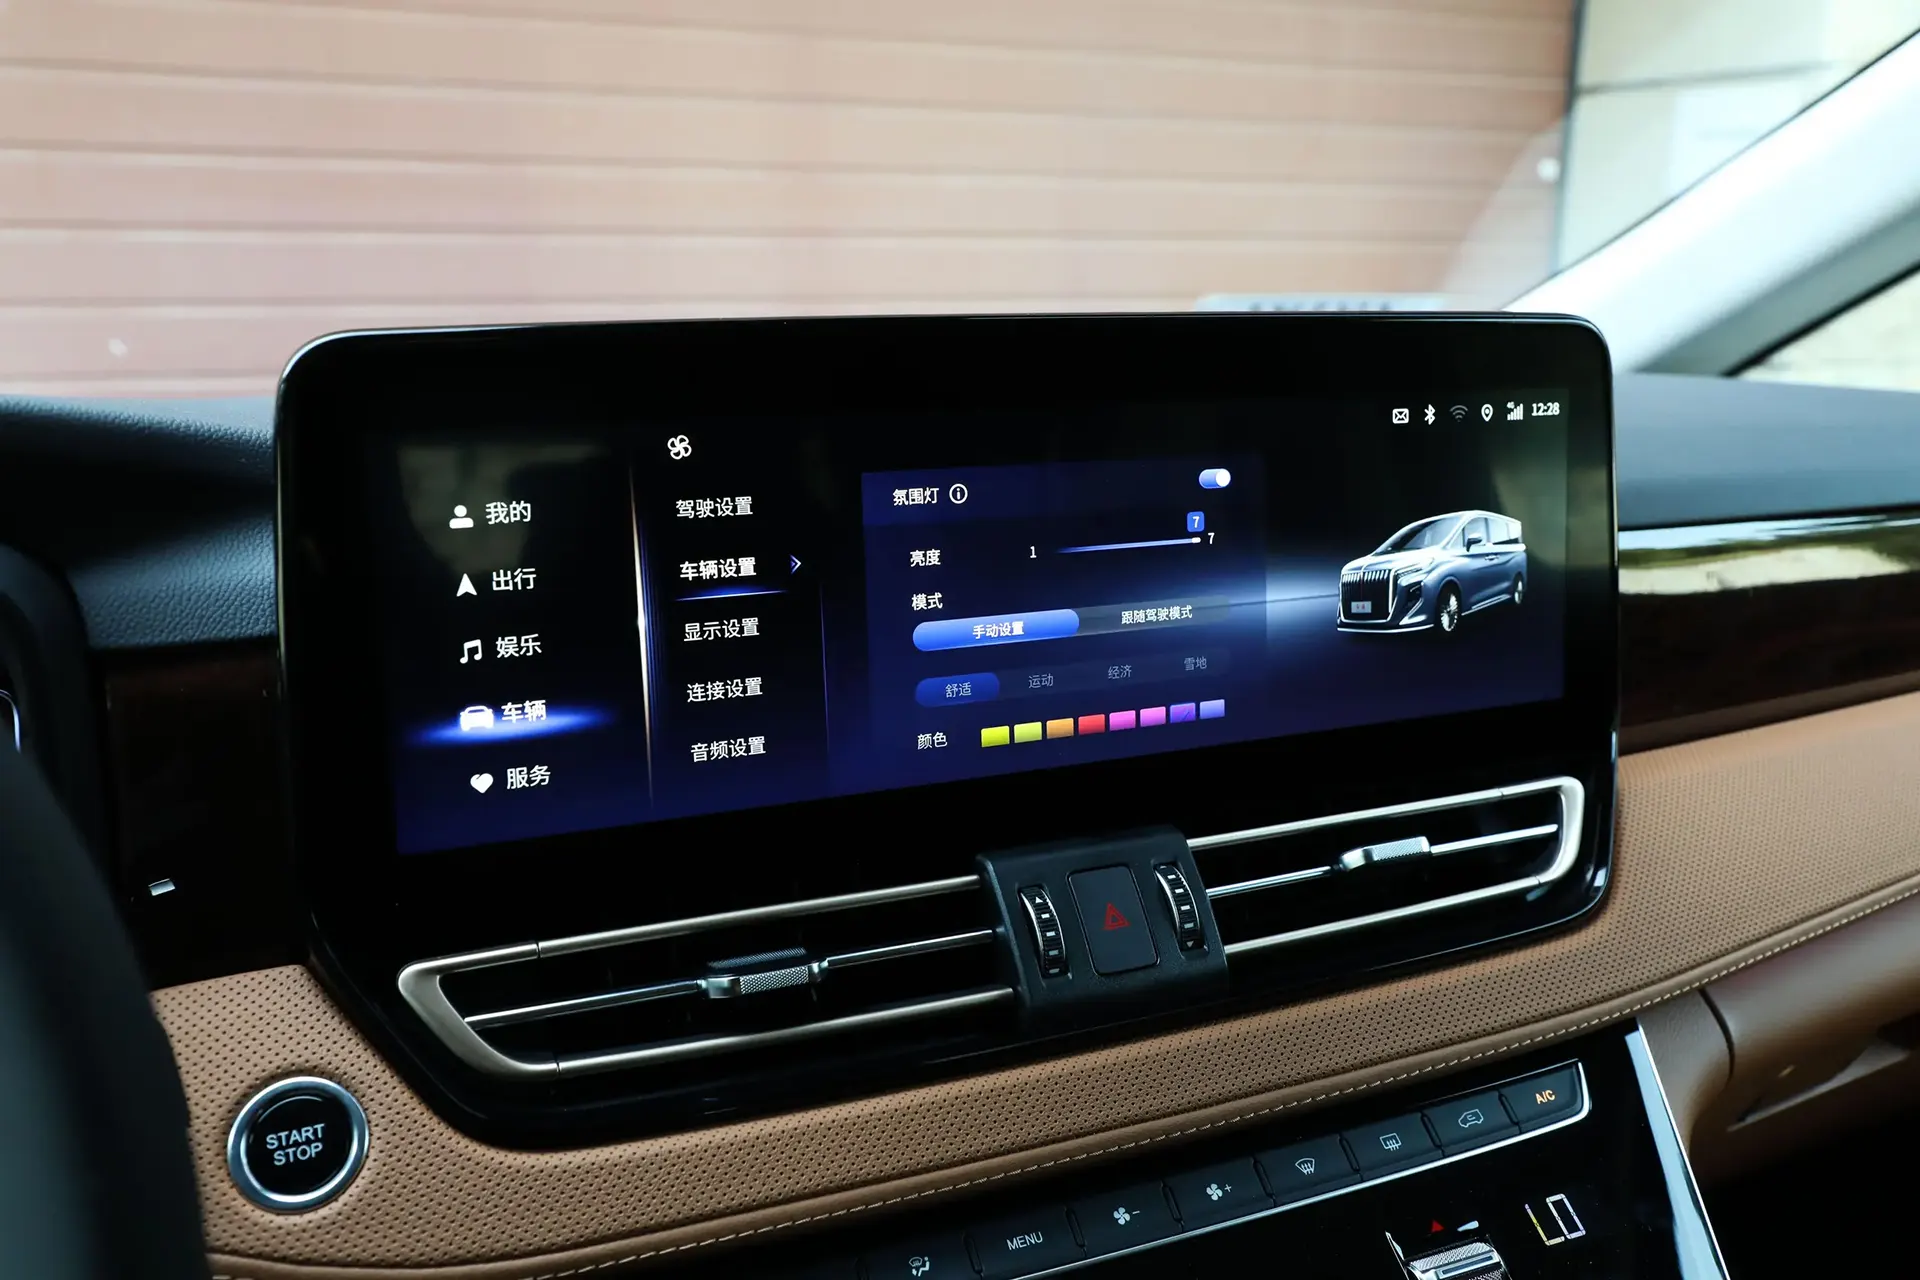 4G 12:28
我的
出行
娱乐
车辆
服务
驾驶设置
车辆设置
显示设置
连接设置
音频设置
氛围灯
7
亮度 1 7
模式
手动设置 跟随驾驶模式
舒适 运动 经济 雪地
颜色
START
STOP
MENU
A/C
LO